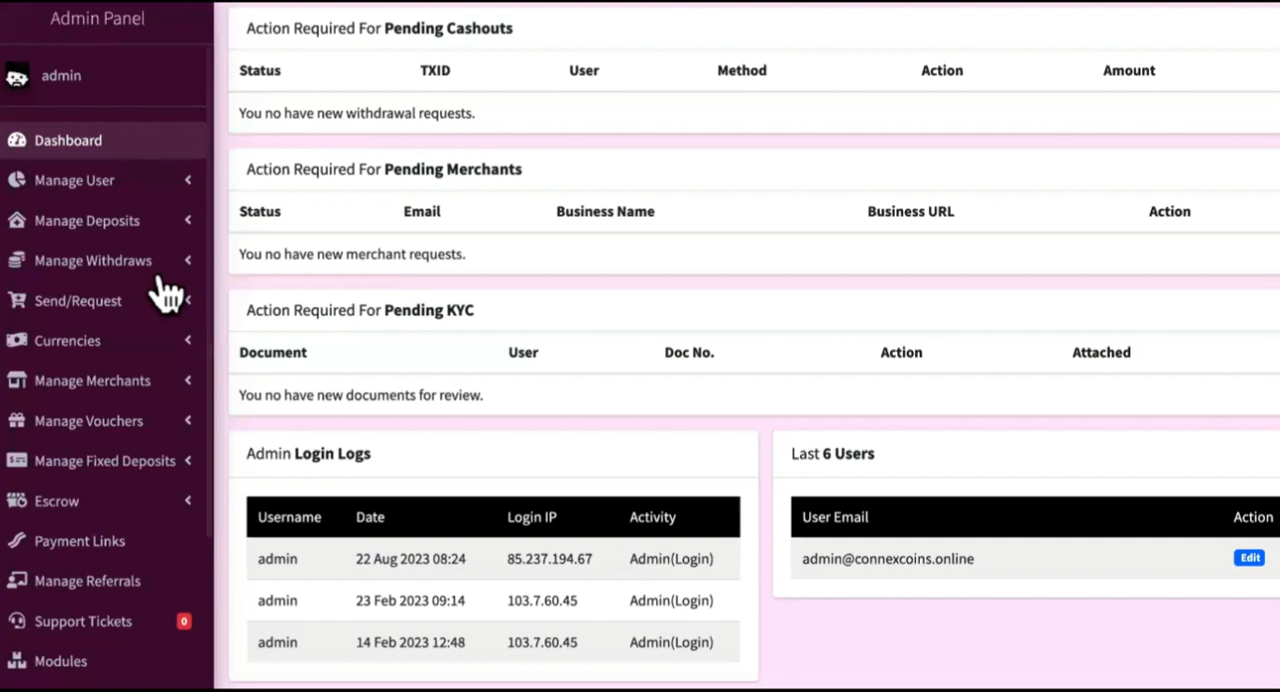 Admin Panel
admin
Dashboard
Manage User
Manage Deposits
Manage Withdraws
Send/Request
Currencies
Manage Merchants
Manage Vouchers
Manage Fixed Deposits
Escrow
Payment Links
Manage Referrals
Support Tickets 0
Modules
Action Required For Pending Cashouts
Status TXID User Method Action Amount
You no have new withdrawal requests.
Action Required For Pending Merchants
Status Email Business Name Business URL Action
You no have new merchant requests.
Action Required For Pending KYC
Document User Doc No. Action Attached
You no have new documents for review.
Admin Login Logs
Username Date Login IP Activity
admin 22 Aug 2023 08:24 85.237.194.67 Admin(Login)
admin 23 Feb 2023 09:14 103.7.60.45 Admin(Login)
admin 14 Feb 2023 12:48 103.7.60.45 Admin(Login)
Last 6 Users
User Email Action
admin@connexcoins.online Edit